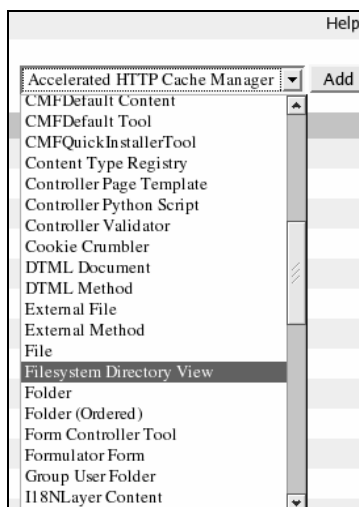 Help
Accelerated HTTP Cache Manager Add
CMFDefault Content
CMFDefault Tool
CMFQuickInstallerTool
Content Type Registry
Controller Page Template
Controller Python Script
Controller Validator
Cookie Crumbler
DTML Document
DTML Method
External File
External Method
File
Filesystem Directory View
Folder
Folder (Ordered)
Form Controller Tool
Formulator Form
Group User Folder
I18NLayer Content